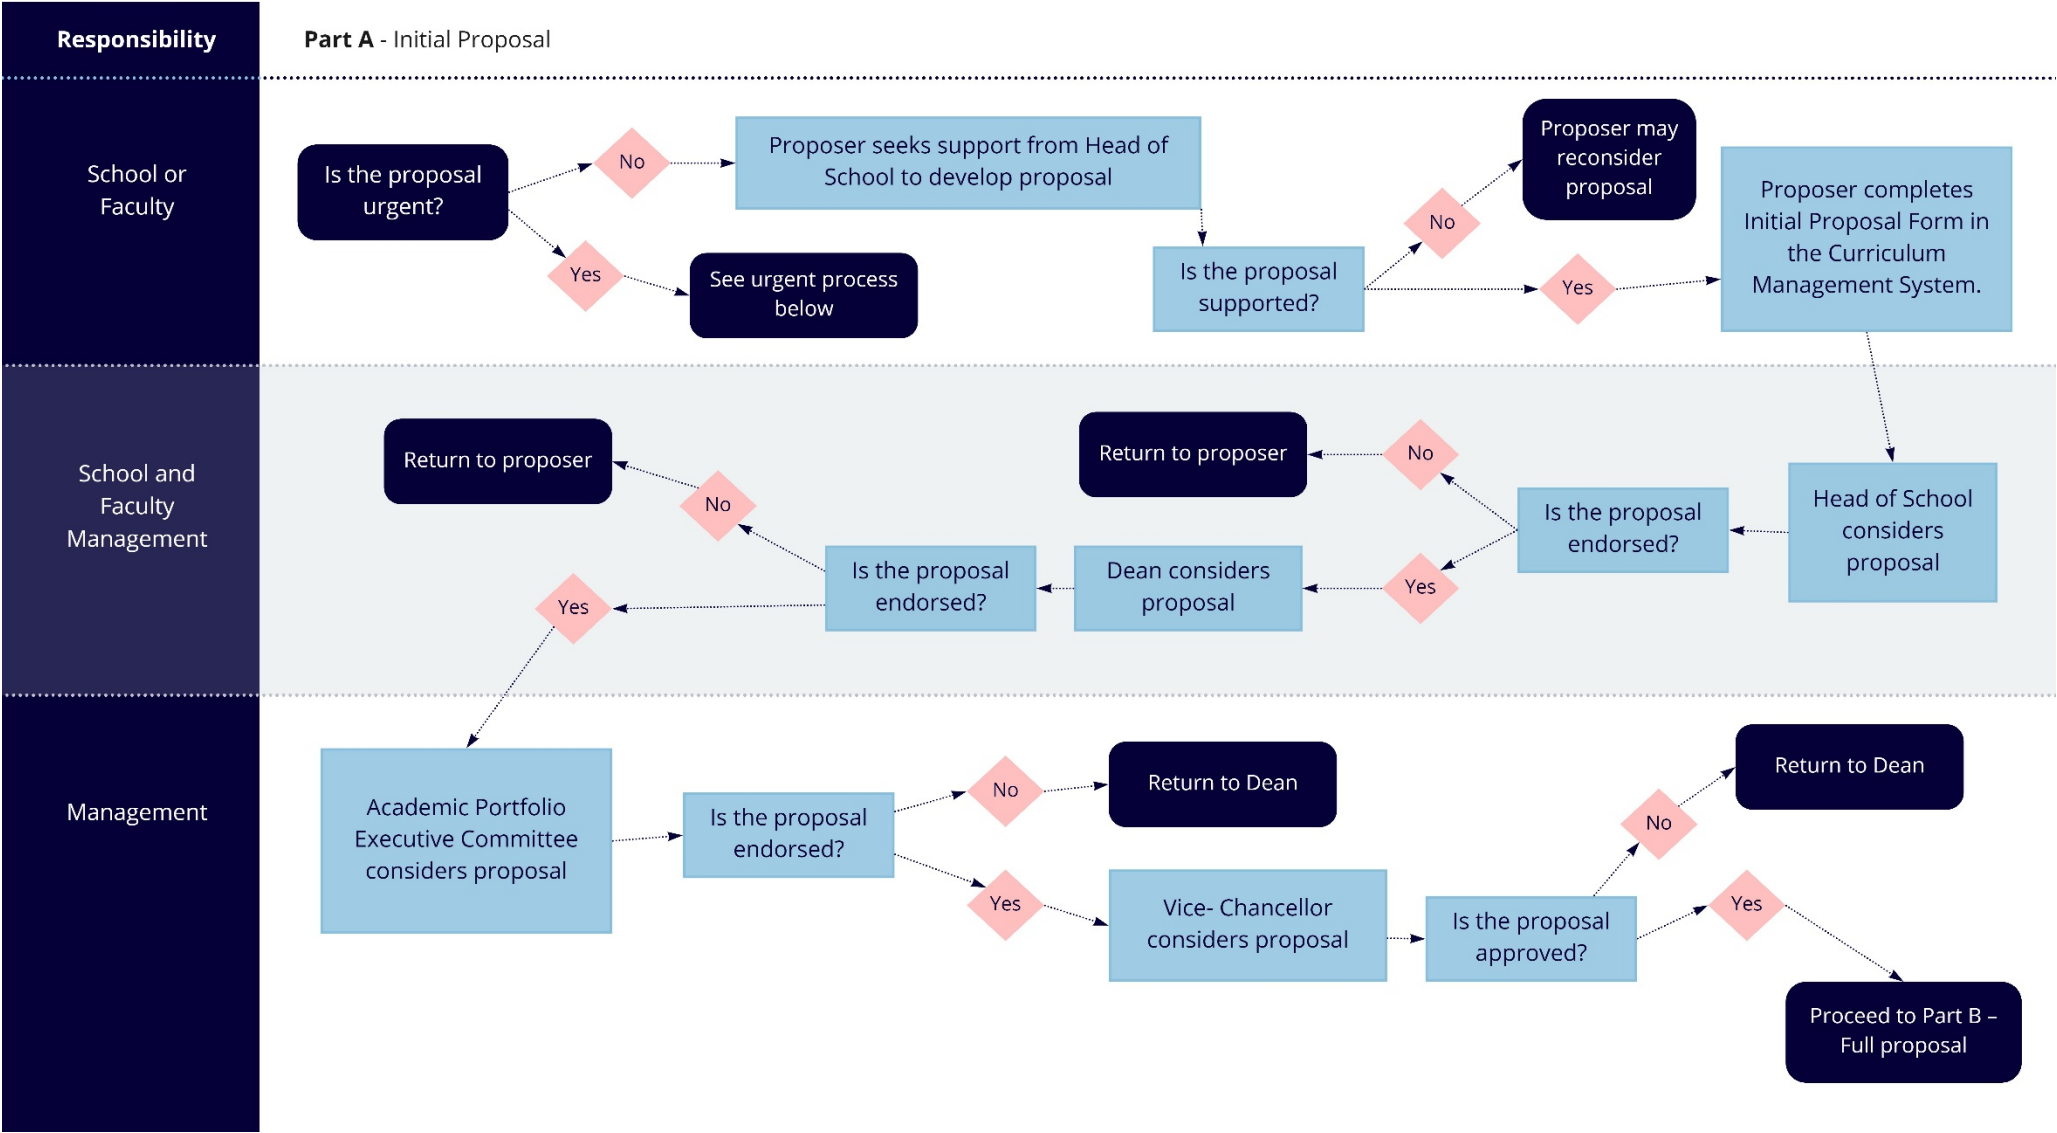 Responsibility
Part A - Initial Proposal
School or
Faculty
Is the proposal
urgent?
No
Yes
Proposer seeks support from Head of
School to develop proposal
See urgent process
below
Is the proposal
supported?
No
Yes
Proposer may
reconsider
proposal
Proposer completes
Initial Proposal Form in
the Curriculum
Management System.
School and
Faculty
Management
Head of School
considers
proposal
Is the proposal
endorsed?
No
Return to proposer
Yes
Dean considers
proposal
Is the proposal
endorsed?
No
Return to proposer
Yes
Management
Academic Portfolio
Executive Committee
considers proposal
Is the proposal
endorsed?
No
Return to Dean
Yes
Vice- Chancellor
considers proposal
Is the proposal
approved?
No
Return to Dean
Yes
Proceed to Part B –
Full proposal